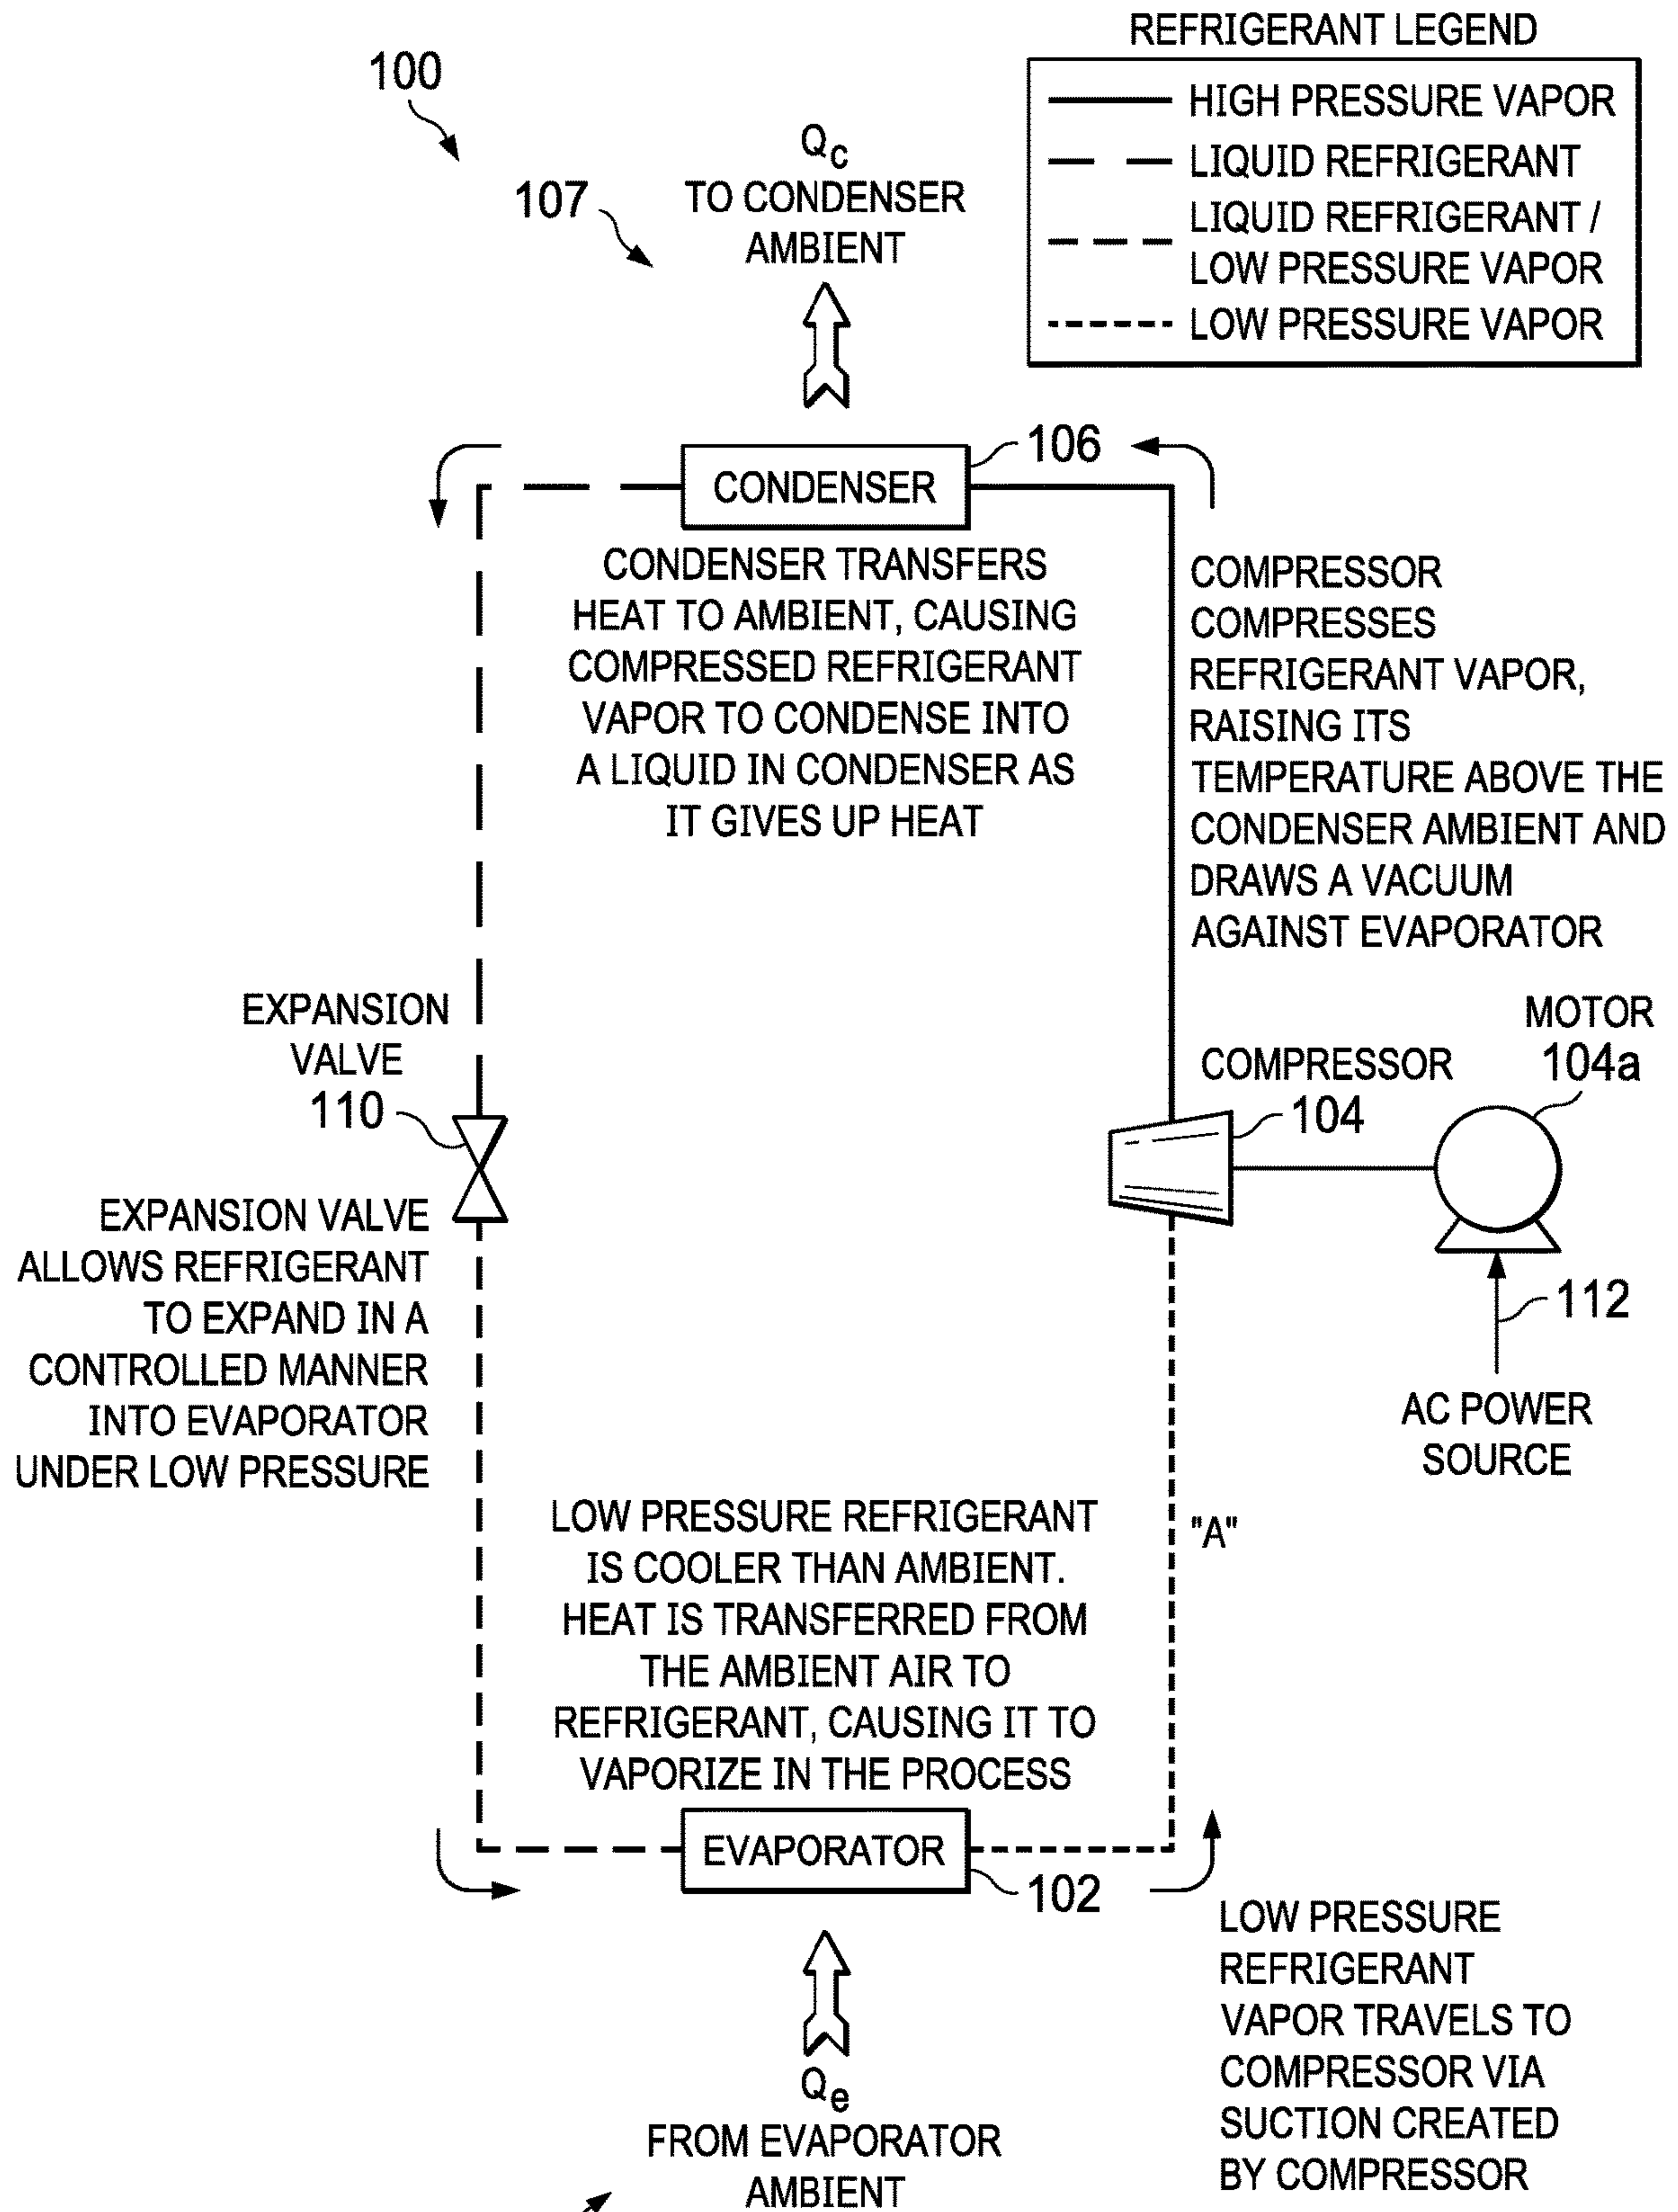 REFRIGERANT LEGEND
HIGH PRESSURE VAPOR
LIQUID REFRIGERANT
LIQUID REFRIGERANT /
LOW PRESSURE VAPOR
LOW PRESSURE VAPOR
100
107
Qc
TO CONDENSER
AMBIENT
106
CONDENSER
CONDENSER TRANSFERS
HEAT TO AMBIENT, CAUSING
COMPRESSED REFRIGERANT
VAPOR TO CONDENSE INTO
A LIQUID IN CONDENSER AS
IT GIVES UP HEAT
COMPRESSOR
COMPRESSES
REFRIGERANT VAPOR,
RAISING ITS
TEMPERATURE ABOVE THE
CONDENSER AMBIENT AND
DRAWS A VACUUM
AGAINST EVAPORATOR
EXPANSION
VALVE
110
COMPRESSOR
104
MOTOR
104a
EXPANSION VALVE
ALLOWS REFRIGERANT
TO EXPAND IN A
CONTROLLED MANNER
INTO EVAPORATOR
UNDER LOW PRESSURE
112
AC POWER
SOURCE
"A"
LOW PRESSURE REFRIGERANT
IS COOLER THAN AMBIENT.
HEAT IS TRANSFERRED FROM
THE AMBIENT AIR TO
REFRIGERANT, CAUSING IT TO
VAPORIZE IN THE PROCESS
EVAPORATOR
102
LOW PRESSURE
REFRIGERANT
VAPOR TRAVELS TO
COMPRESSOR VIA
SUCTION CREATED
BY COMPRESSOR
Qe
FROM EVAPORATOR
AMBIENT